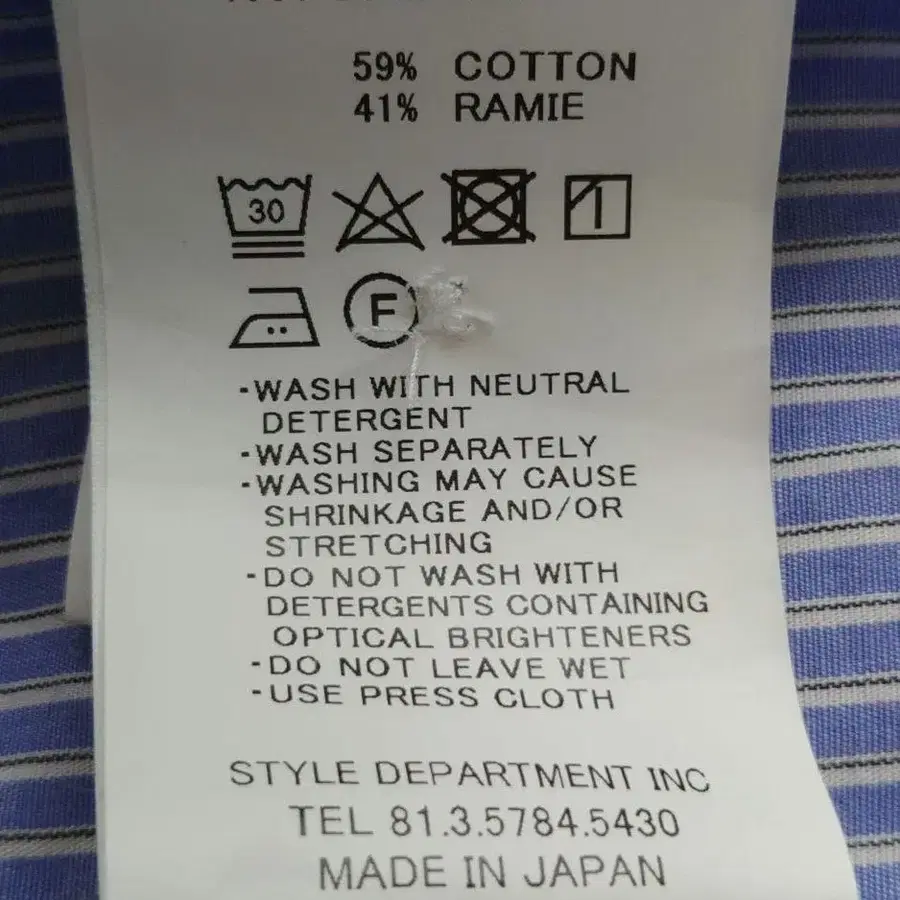 59% COTTON
41% RAMIE
30
F
-WASH WITH NEUTRAL
DETERGENT
-WASH SEPARATELY
-WASHING MAY CAUSE
SHRINKAGE AND/OR
STRETCHING
-DO NOT WASH WITH
DETERGENTS CONTAINING
OPTICAL BRIGHTENERS
-DO NOT LEAVE WET
-USE PRESS CLOTH
STYLE DEPARTMENT INC
TEL 81.3.5784.5430
MADE IN JAPAN